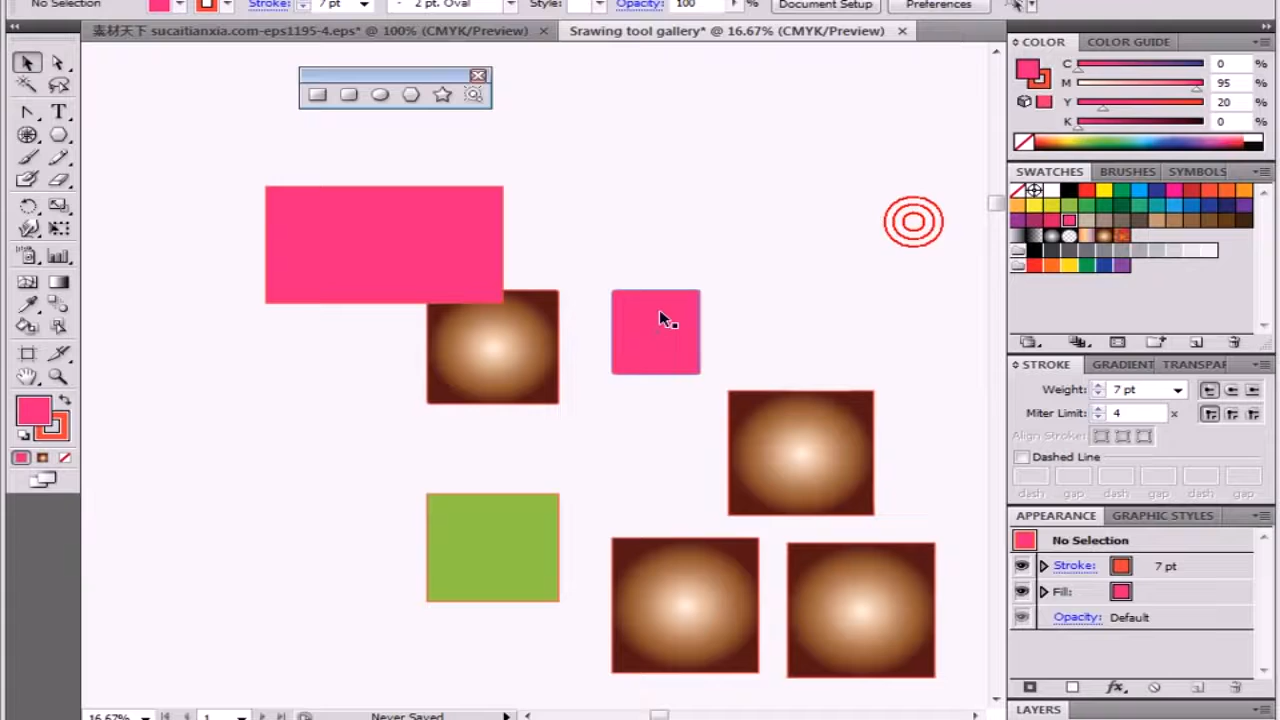 No Selection Stroke: 7 pt 2 pt. Oval Style: Opacity: 100 % Document Setup Preferences
素材天下 sucaitianxia.com-eps1195-4.eps* @ 100% (CMYK/Preview) Srawing tool gallery* @ 16.67% (CMYK/Preview)
COLOR COLOR GUIDE
C 0 %
M 95 %
Y 20 %
K 0 %
SWATCHES BRUSHES SYMBOLS
STROKE GRADIENT TRANSPAR
Weight: 7 pt
Miter Limit: 4 x
Align Stroke:
Dashed Line
dash gap dash gap dash gap
APPEARANCE GRAPHIC STYLES
No Selection
Stroke: 7 pt
Fill:
Opacity: Default
LAYERS
16.67% 1 Never Saved